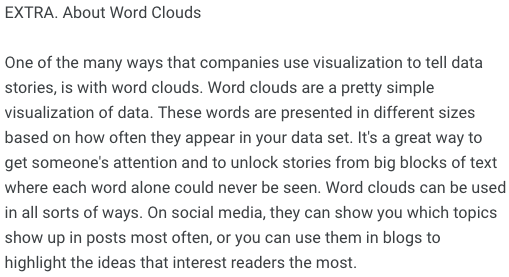 EXTRA. About Word Clouds
One of the many ways that companies use visualization to tell data
stories, is with word clouds. Word clouds are a pretty simple
visualization of data. These words are presented in different sizes
based on how often they appear in your data set. It's a great way to
get someone's attention and to unlock stories from big blocks of text
where each word alone could never be seen. Word clouds can be used
in all sorts of ways. On social media, they can show you which topics
show up in posts most often, or you can use them in blogs to
highlight the ideas that interest readers the most.